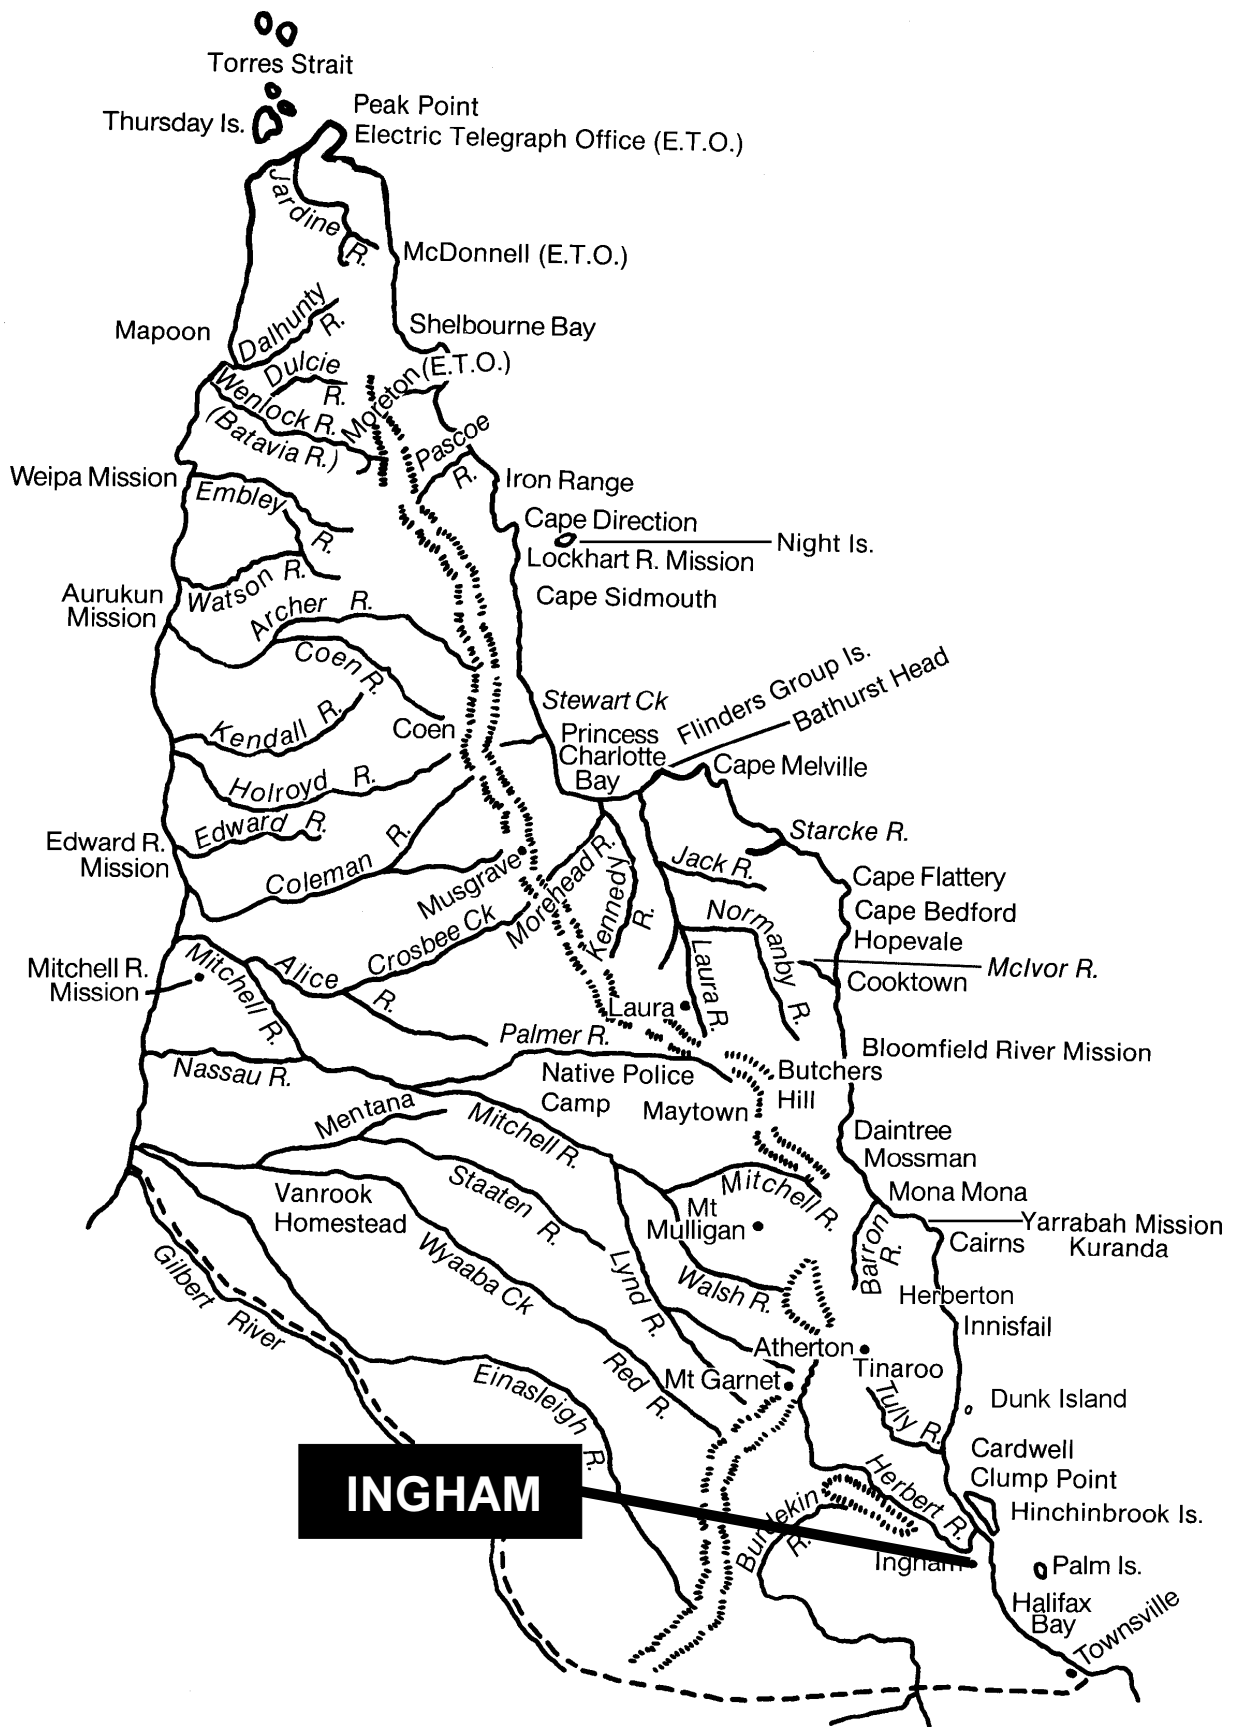 Torres Strait
Thursday Is.
Peak Point
Electric Telegraph Office (E.T.O.)
Jardine
R.
McDonnell (E.T.O.)
Mapoon
Dalhunty
R.
Shelbourne Bay
Dulcie
R.
Moreton (E.T.O.)
Wenlock R.
(Batavia R.)
Pascoe
R.
Weipa Mission
Embley
R.
Iron Range
Cape Direction
Night Is.
Lockhart R. Mission
Watson R.
Aurukun
Mission
Archer R.
Cape Sidmouth
Coen R.
Kendall R.
Coen
Stewart Ck
Flinders Group Is.
Bathurst Head
Princess
Charlotte
Bay
Cape Melville
Holroyd R.
Edward R.
Edward R.
Mission
Coleman R.
Starcke R.
Musgrave
Morehead R.
Kennedy
R.
Jack R.
Cape Flattery
Cape Bedford
Hopevale
Normanby
R.
Crosbee Ck
McIvor R.
Cooktown
Mitchell R.
Mission
Mitchell R.
Alice
R.
Laura R.
Laura
Palmer R.
Bloomfield River Mission
Nassau R.
Native Police
Camp
Maytown
Butchers
Hill
Mentana
Mitchell R.
Daintree
Mossman
Mitchell R.
Mona Mona
Vanrook
Homestead
Staaten R.
Mt
Mulligan
Barron
R.
Yarrabah Mission
Kuranda
Cairns
Gilbert River
Wyaaba Ck
Lynd R.
Walsh R.
Herberton
Innisfail
Atherton
Tinaroo
Einasleigh
R.
Red R.
Mt Garnet
Tully R.
Dunk Island
Cardwell
Clump Point
INGHAM
Herbert R.
Hinchinbrook Is.
Burdekin
R.
Ingham
Palm Is.
Halifax
Bay
Townsville